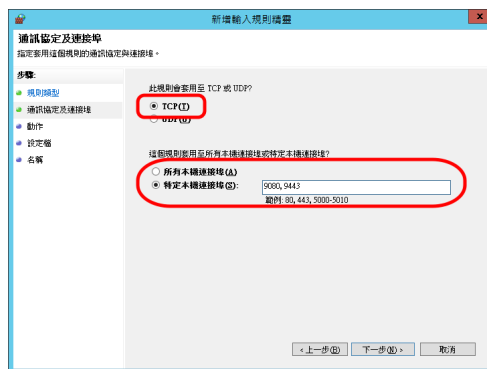 新增輸入規則精靈
通訊協定及連接埠
指定套用這個規則的通訊協定與連接埠。
步驟:
規則類型
通訊協定及連接埠
動作
設定檔
名稱
此規則會套用至 TCP 或 UDP?
TCP(T)
UDP(U)
這個規則套用至所有本機連接埠或特定本機連接埠?
所有本機連接埠(A)
特定本機連接埠(S):
9080, 9443
範例: 80, 443, 5000-5010
< 上一步(B)
下一步(N) >
取消